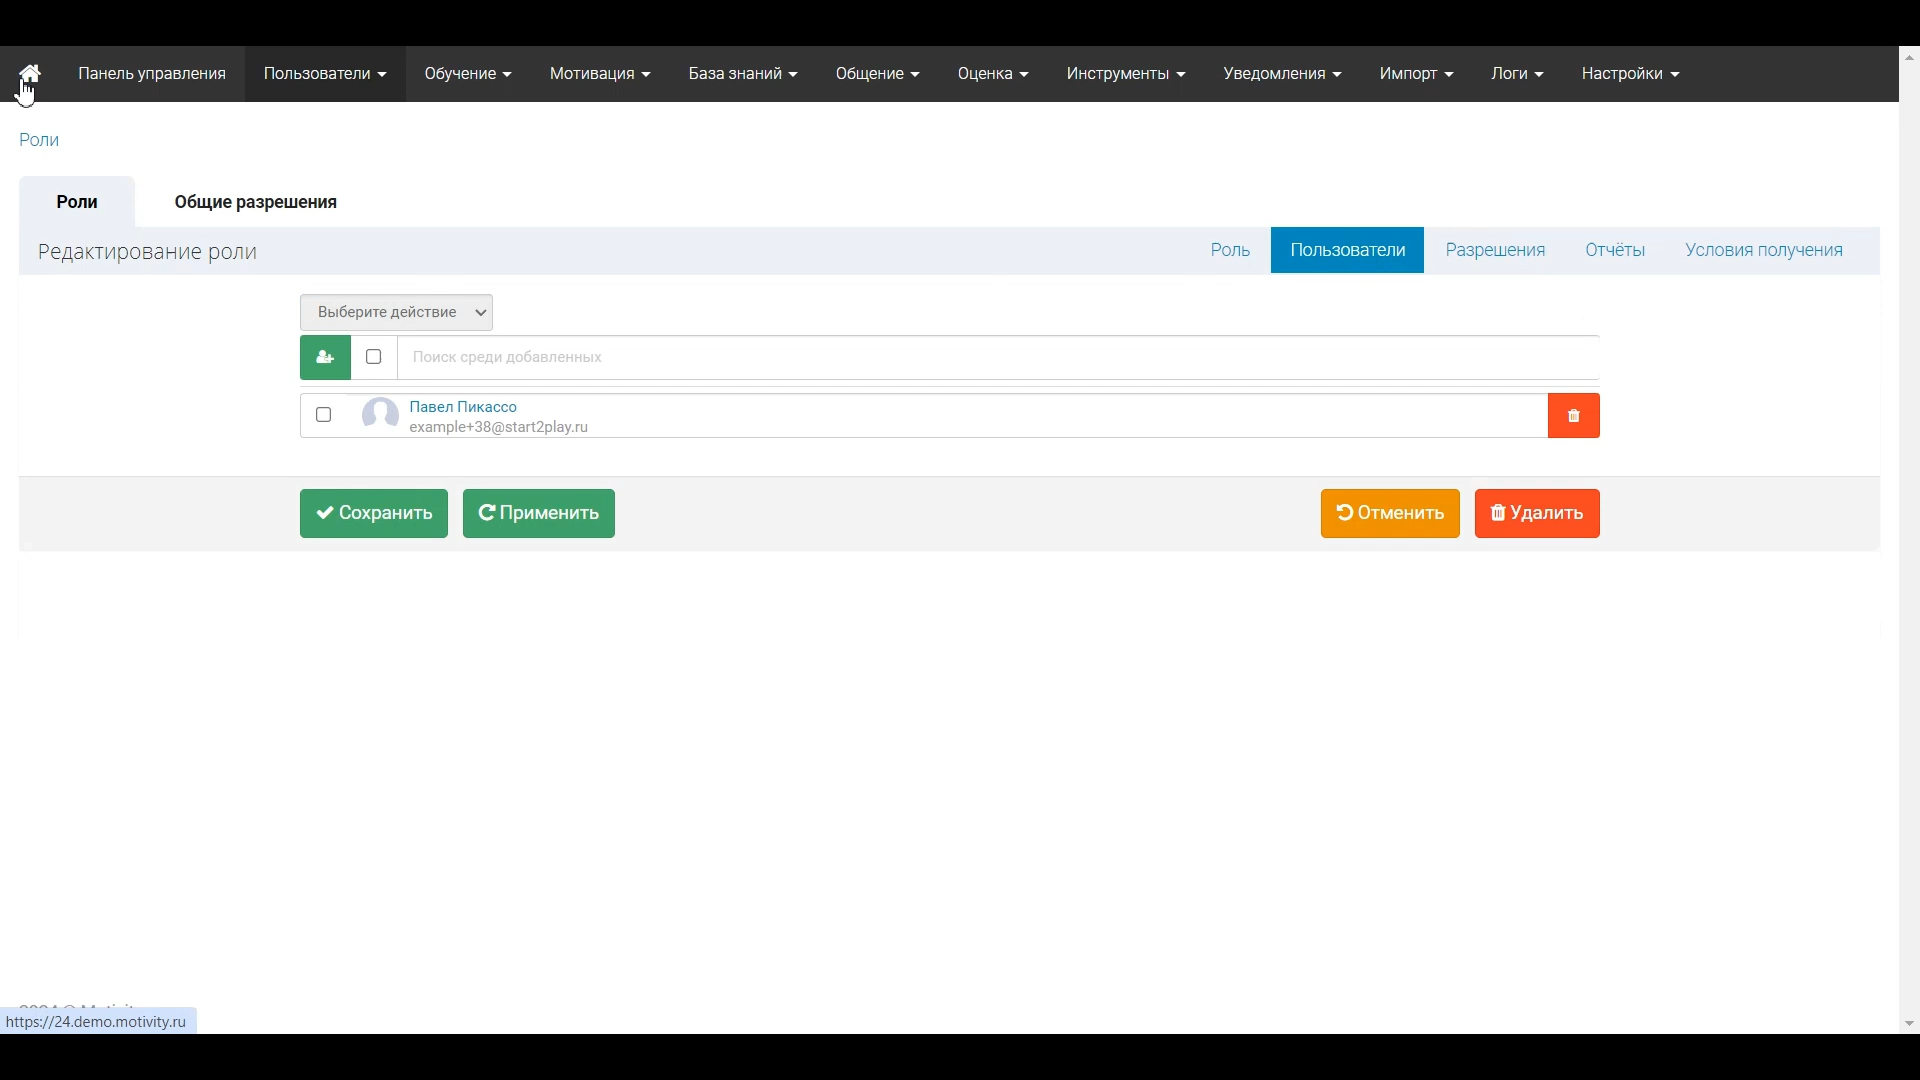 Панель управления Пользователи Обучение Мотивация База знаний Общение Оценка Инструменты Уведомления Импорт Логи Настройки
Роли
Роли Общие разрешения
Редактирование роли Роль Пользователи Разрешения Отчёты Условия получения
Выберите действие
Поиск среди добавленных
Павел Пикассо
example+38@start2play.ru
Сохранить Применить Отменить Удалить
https://24.demo.motivity.ru